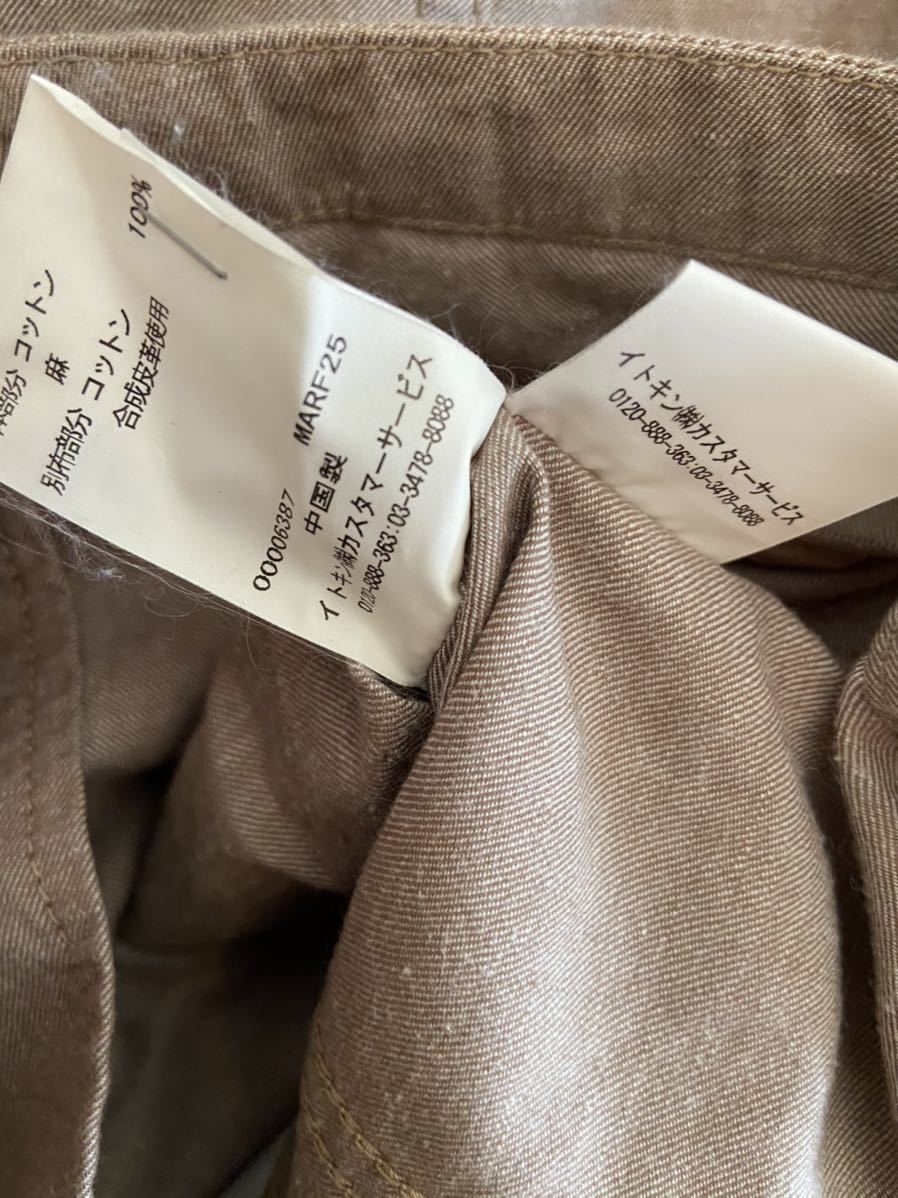 体部分 コットン
麻
別布部分 コットン 100%
合成皮革使用
00006387
MARF25
中国製
イトキン㈱カスタマーサービス
0120-888-363:03-3478-8088
イトキン㈱カスタマーサービス
0120-888-363:03-3478-8088